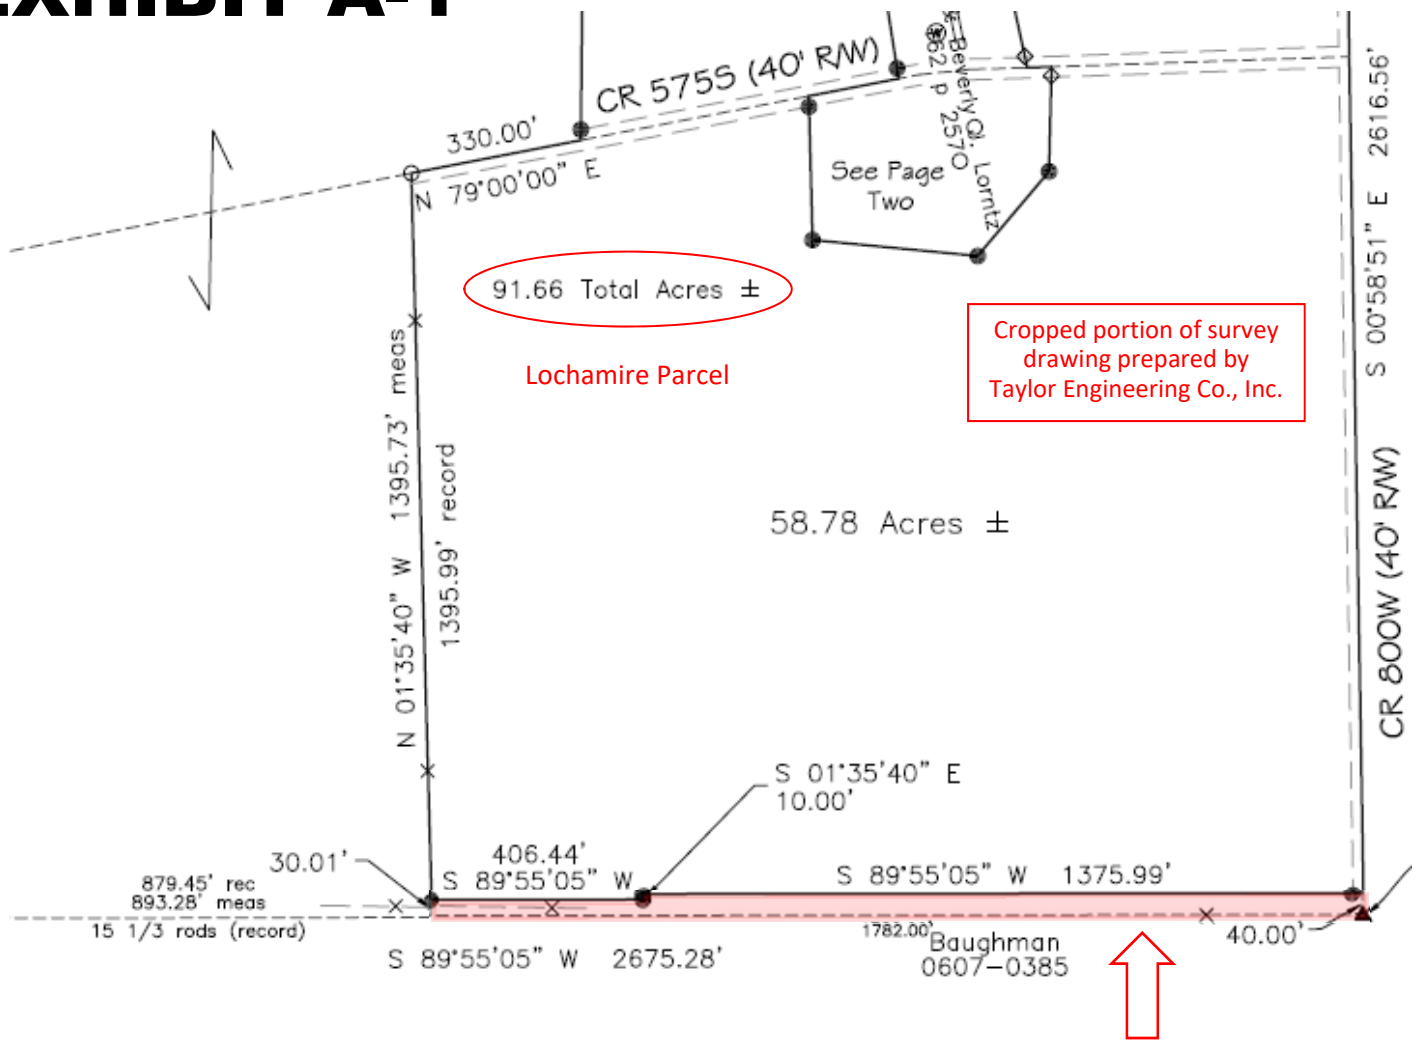 EXHIBIT A-1
CR 575S (40' R/W)
330.00'
N 79°00'00" E
Beverly
62 p
2570
Lorntz
See Page
Two
S 00°58'51" E 2616.56'
91.66 Total Acres ±
Lochamire Parcel
Cropped portion of survey
drawing prepared by
Taylor Engineering Co., Inc.
N 01°35'40" W 1395.73' meas
1395.99' record
58.78 Acres ±
CR 800W (40' R/W)
S 01°35'40" E
10.00'
30.01'
406.44'
S 89°55'05" W
S 89°55'05" W 1375.99'
879.45' rec
893.28' meas
15 1/3 rods (record)
1782.00'
40.00'
Baughman
0607-0385
S 89°55'05" W 2675.28'